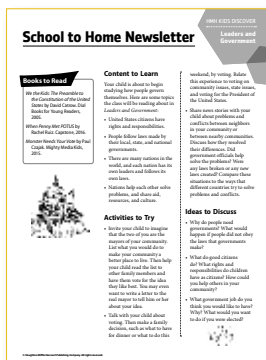 HMH KIDS DISCOVER
School to Home Newsletter
Leaders and
Government
Books to Read
We the Kids: The Preamble to
the Constitution of the United
States by David Catrow. Dial
Books for Young Readers,
2005.
When Penny Met POTUS by
Rachel Ruiz. Capstone, 2016.
Monster Needs Your Vote by Paul
Czajak. Mighty Media Kids,
2015.
Content to Learn
Your child is about to begin
studying how people govern
themselves. Here are some topics
the class will be reading about in
Leaders and Government:
• United States citizens have
rights and responsibilities.
• People follow laws made by
their local, state, and national
governments.
• There are many nations in the
world, and each nation has its
own leaders and follows its
own laws.
• Nations help each other solve
problems, and share aid,
resources, and culture.
Activities to Try
• Invite your child to imagine
that the two of you are the
mayors of your community.
List what you would do to
make your community a
better place to live. Then help
your child read the list to
other family members and
have them vote for the idea
they like best. You may even
want to write a letter to the
real mayor to tell him or her
about your idea.
• Talk with your child about
voting. Then make a family
decision, such as what to have
for dinner or what to do this
weekend, by voting. Relate
this experience to voting on
community issues, state issues,
and voting for the President of
the United States.
• Share news stories with your
child about problems and
conflicts between neighbors
in your community or
between nearby communities.
Discuss how they resolved
their differences. Did
government officials help
solve the problems? Were
any laws broken or any new
laws created? Compare these
situations to the ways that
different countries try to solve
problems and conflicts.
Ideas to Discuss
• Why do people need
governments? What would
happen if people did not obey
the laws that governments
make?
• What do good citizens
do? What rights and
responsibilities do children
have as citizens? How could
you help others in your
community?
• What government job do you
think you would like to have?
Why? What would you want
to do if you were elected?